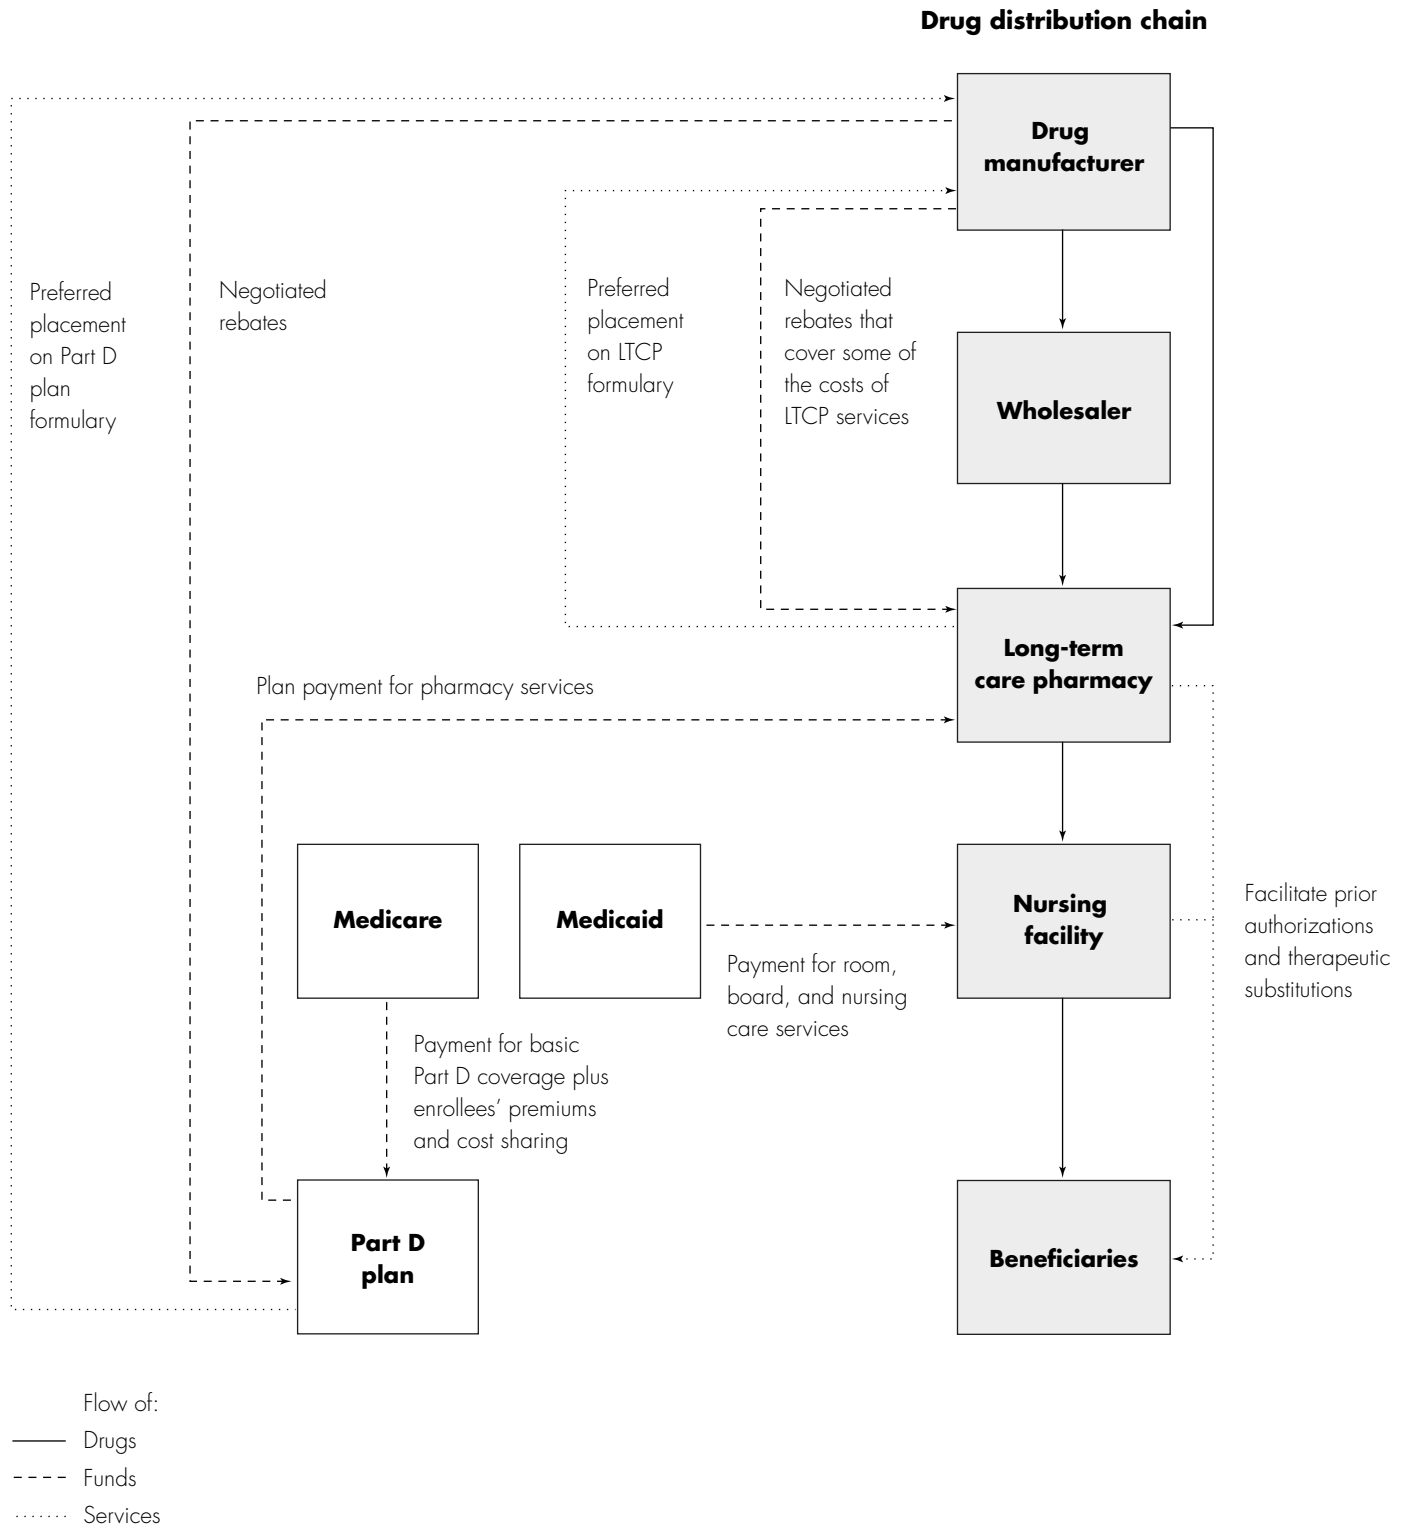 Drug distribution chain
Drug
manufacturer
Preferred
placement
on Part D
plan
formulary
Negotiated
rebates
Preferred
placement
on LTCP
formulary
Negotiated
rebates that
cover some of
the costs of
LTCP services
Wholesaler
Long-term
care pharmacy
Plan payment for pharmacy services
Medicare
Medicaid
Nursing
facility
Facilitate prior
authorizations
and therapeutic
substitutions
Payment for room,
board, and nursing
care services
Payment for basic
Part D coverage plus
enrollees’ premiums
and cost sharing
Part D
plan
Beneficiaries
Flow of:
Drugs
Funds
Services